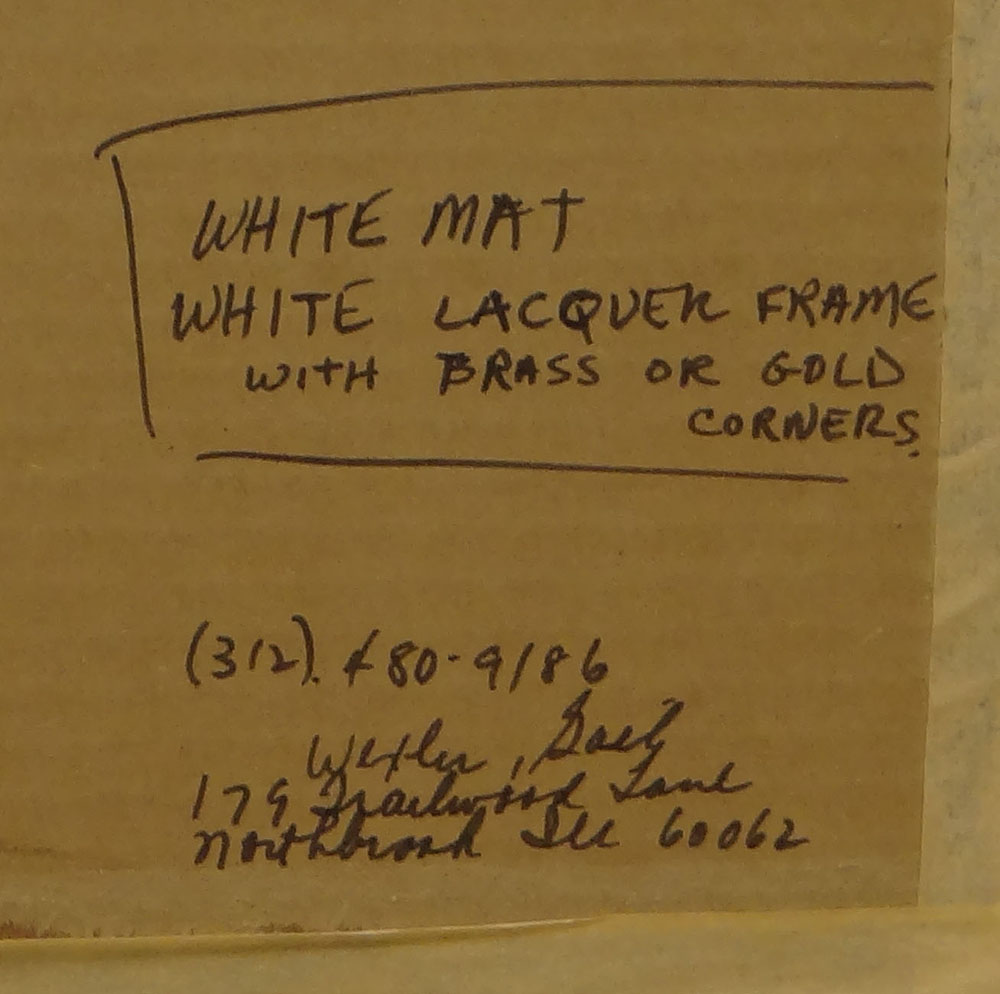 WHITE MAT
WHITE LACQUER FRAME
WITH BRASS OR GOLD
CORNERS.
(312). 480-9186
Wexler,
179 Trailwood Lane
Northbrook Ill 60062